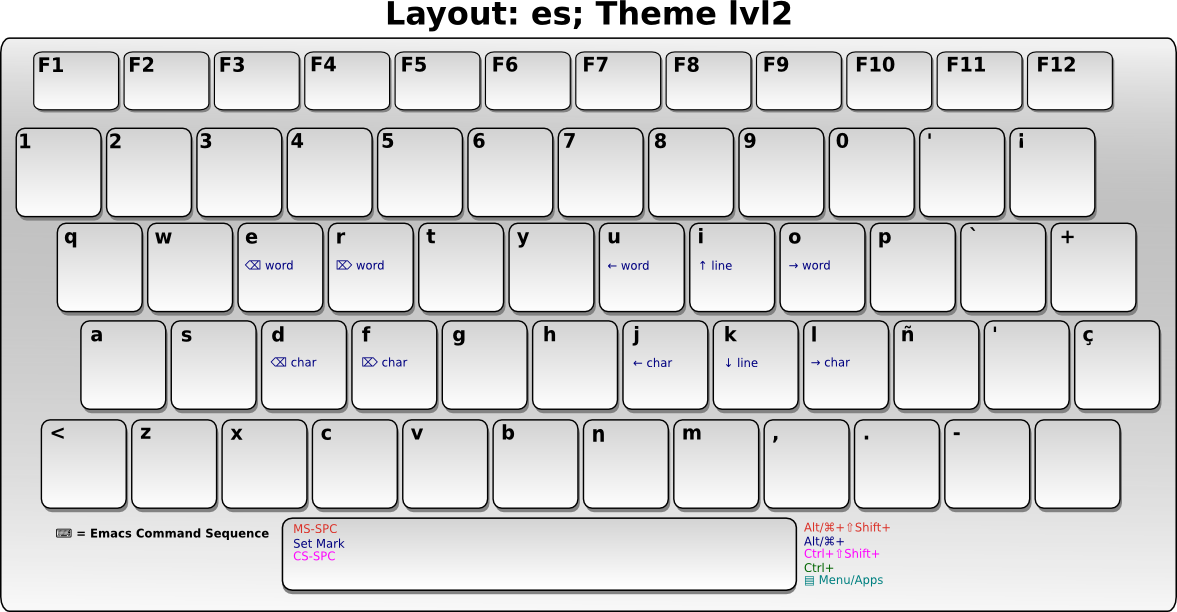 Layout: es; Theme lvl2
F1 F2 F3 F4 F5 F6 F7 F8 F9 F10 F11 F12
1 2 3 4 5 6 7 8 9 0 ' ¡
q w e r t y u i o p ` +
⌫ word ⌦ word ← word ↑ line → word
a s d f g h j k l ñ ' ç
⌫ char ⌦ char ← char ↓ line → char
< z x c v b n m , . -
⌨ = Emacs Command Sequence
MS-SPC
Set Mark
CS-SPC
Alt/⌘+⇧Shift+
Alt/⌘+
Ctrl+⇧Shift+
Ctrl+
▤ Menu/Apps